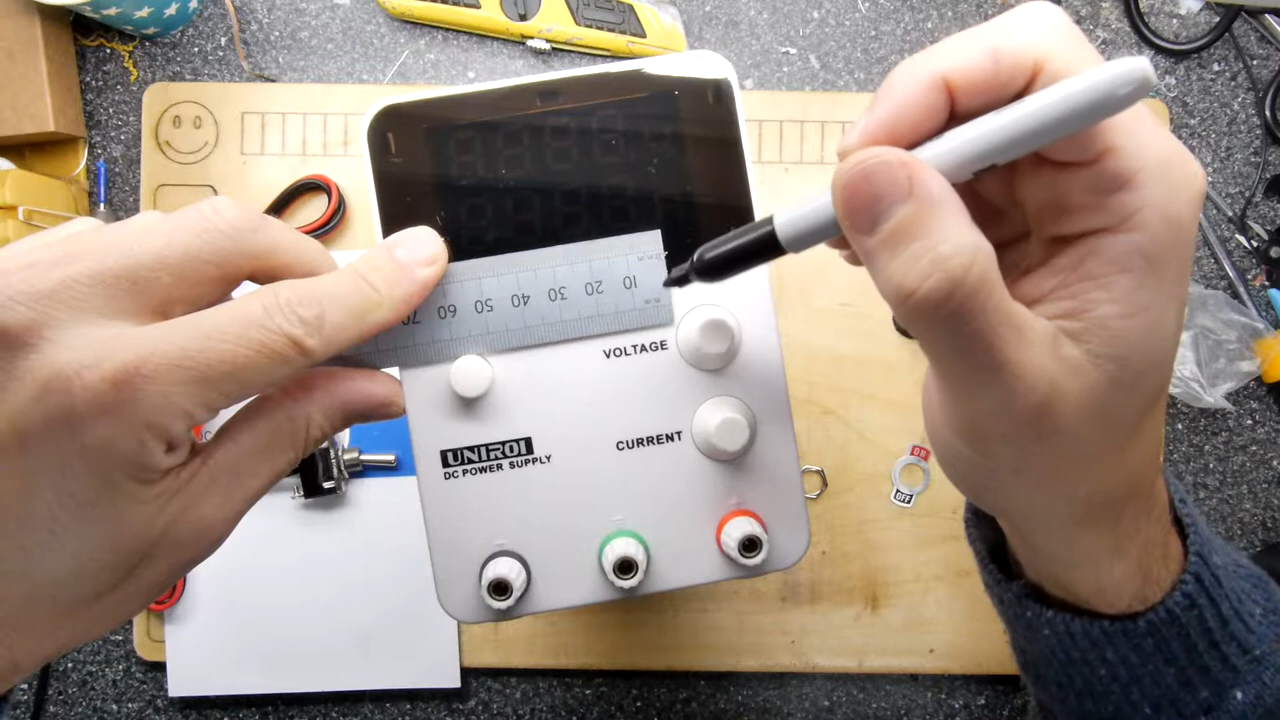 10 20 30 40 50 60 70
m.m
VOLTAGE
CURRENT
UNIROI
DC POWER SUPPLY
ON
OFF